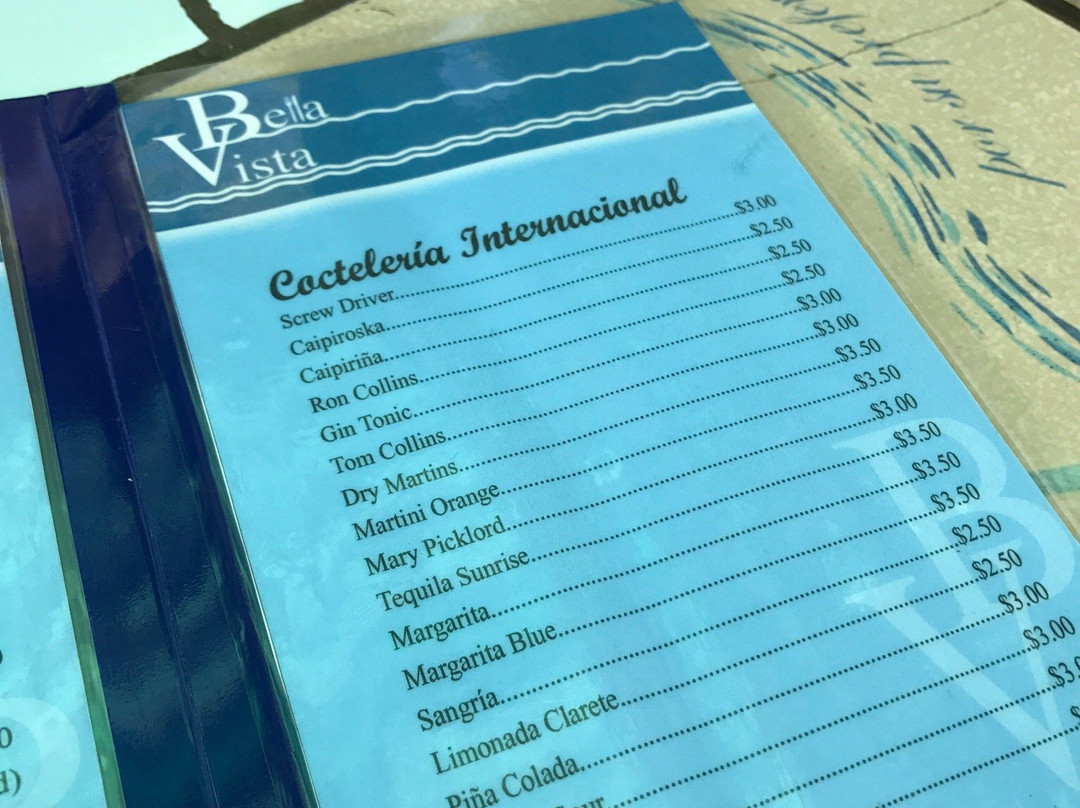 Bella
Vista
Coctelería Internacional
Screw Driver........$3.00
Caipiroska........$2.50
Caipiriña........$2.50
Ron Collins........$2.50
Gin Tonic........$3.00
Tom Collins........$3.00
Dry Martins........$3.50
Martini Orange........$3.50
Mary Picklord........$3.00
Tequila Sunrise........$3.50
Margarita........$3.50
Margarita Blue........$3.50
Sangría........$2.50
Limonada Clarete........$2.50
Piña Colada........$3.00
$3.00
BV
por su